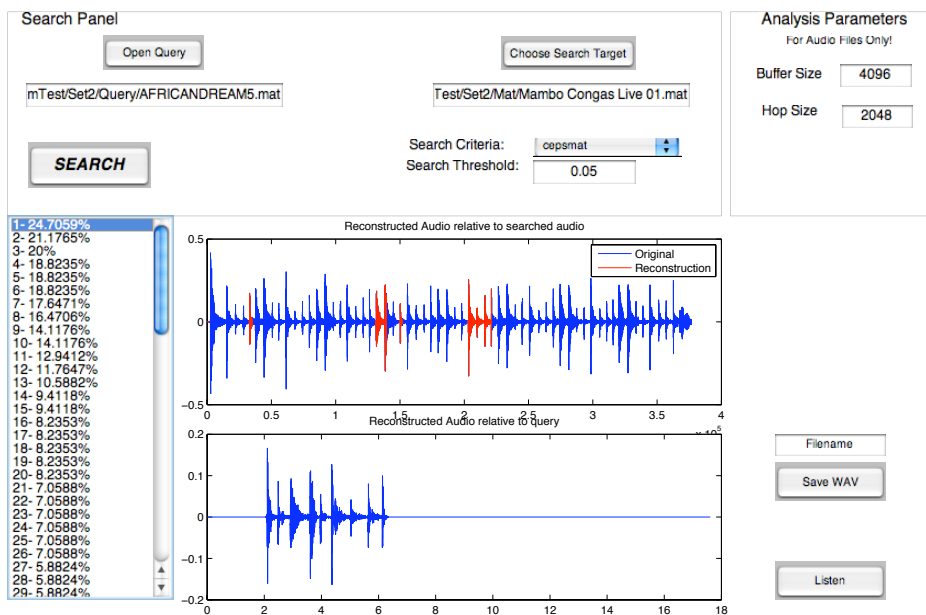 Search Panel
Open Query
Choose Search Target
mTest/Set2/Query/AFRICANDREAM5.mat
Test/Set2/Mat/Mambo Congas Live 01.mat
SEARCH
Search Criteria:
cepsmat
Search Threshold:
0.05
Analysis Parameters
For Audio Files Only!
Buffer Size
4096
Hop Size
2048
1- 24.7059%
2- 21.1765%
3- 20%
4- 18.8235%
5- 18.8235%
6- 18.8235%
7- 17.6471%
8- 16.4706%
9- 14.1176%
10- 14.1176%
11- 12.9412%
12- 11.7647%
13- 10.5882%
14- 9.4118%
15- 9.4118%
16- 8.2353%
17- 8.2353%
18- 8.2353%
19- 8.2353%
20- 8.2353%
21- 7.0588%
22- 7.0588%
23- 7.0588%
24- 7.0588%
25- 7.0588%
26- 7.0588%
27- 5.8824%
28- 5.8824%
29- 5.8824%
Reconstructed Audio relative to searched audio
Original
Reconstruction
0.5
0
−0.5
0 0.5 1 1.5 2 2.5 3 3.5 4
× 10^5
Reconstructed Audio relative to query
0.2
0.1
0
−0.1
−0.2
0 2 4 6 8 10 12 14 16 18
Filename
Save WAV
Listen